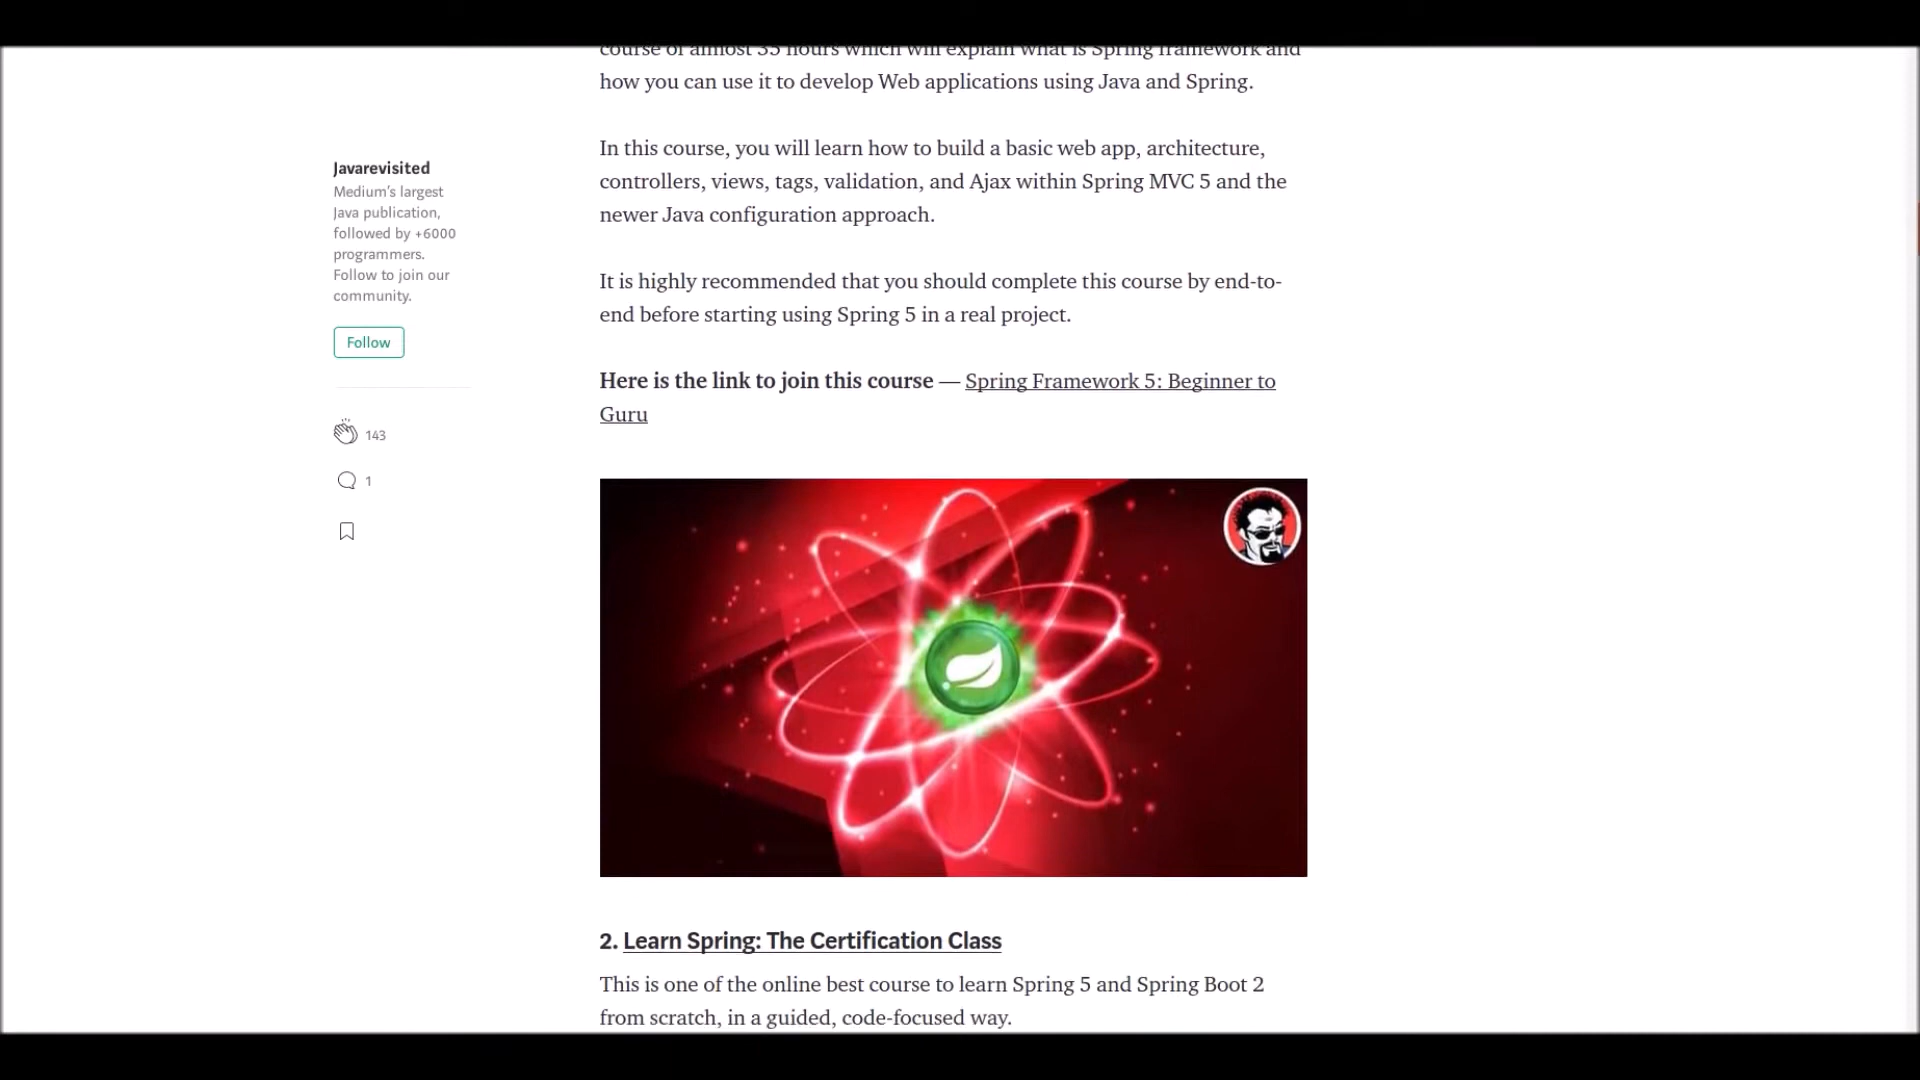 course of almost 35 hours which will explain what is Spring framework and
how you can use it to develop Web applications using Java and Spring.
In this course, you will learn how to build a basic web app, architecture,
controllers, views, tags, validation, and Ajax within Spring MVC 5 and the
newer Java configuration approach.
It is highly recommended that you should complete this course by end-to-
end before starting using Spring 5 in a real project.
Here is the link to join this course — Spring Framework 5: Beginner to
Guru
Javarevisited
Medium's largest
Java publication,
followed by +6000
programmers.
Follow to join our
community.
Follow
143
1
2. Learn Spring: The Certification Class
This is one of the online best course to learn Spring 5 and Spring Boot 2
from scratch, in a guided, code-focused way.